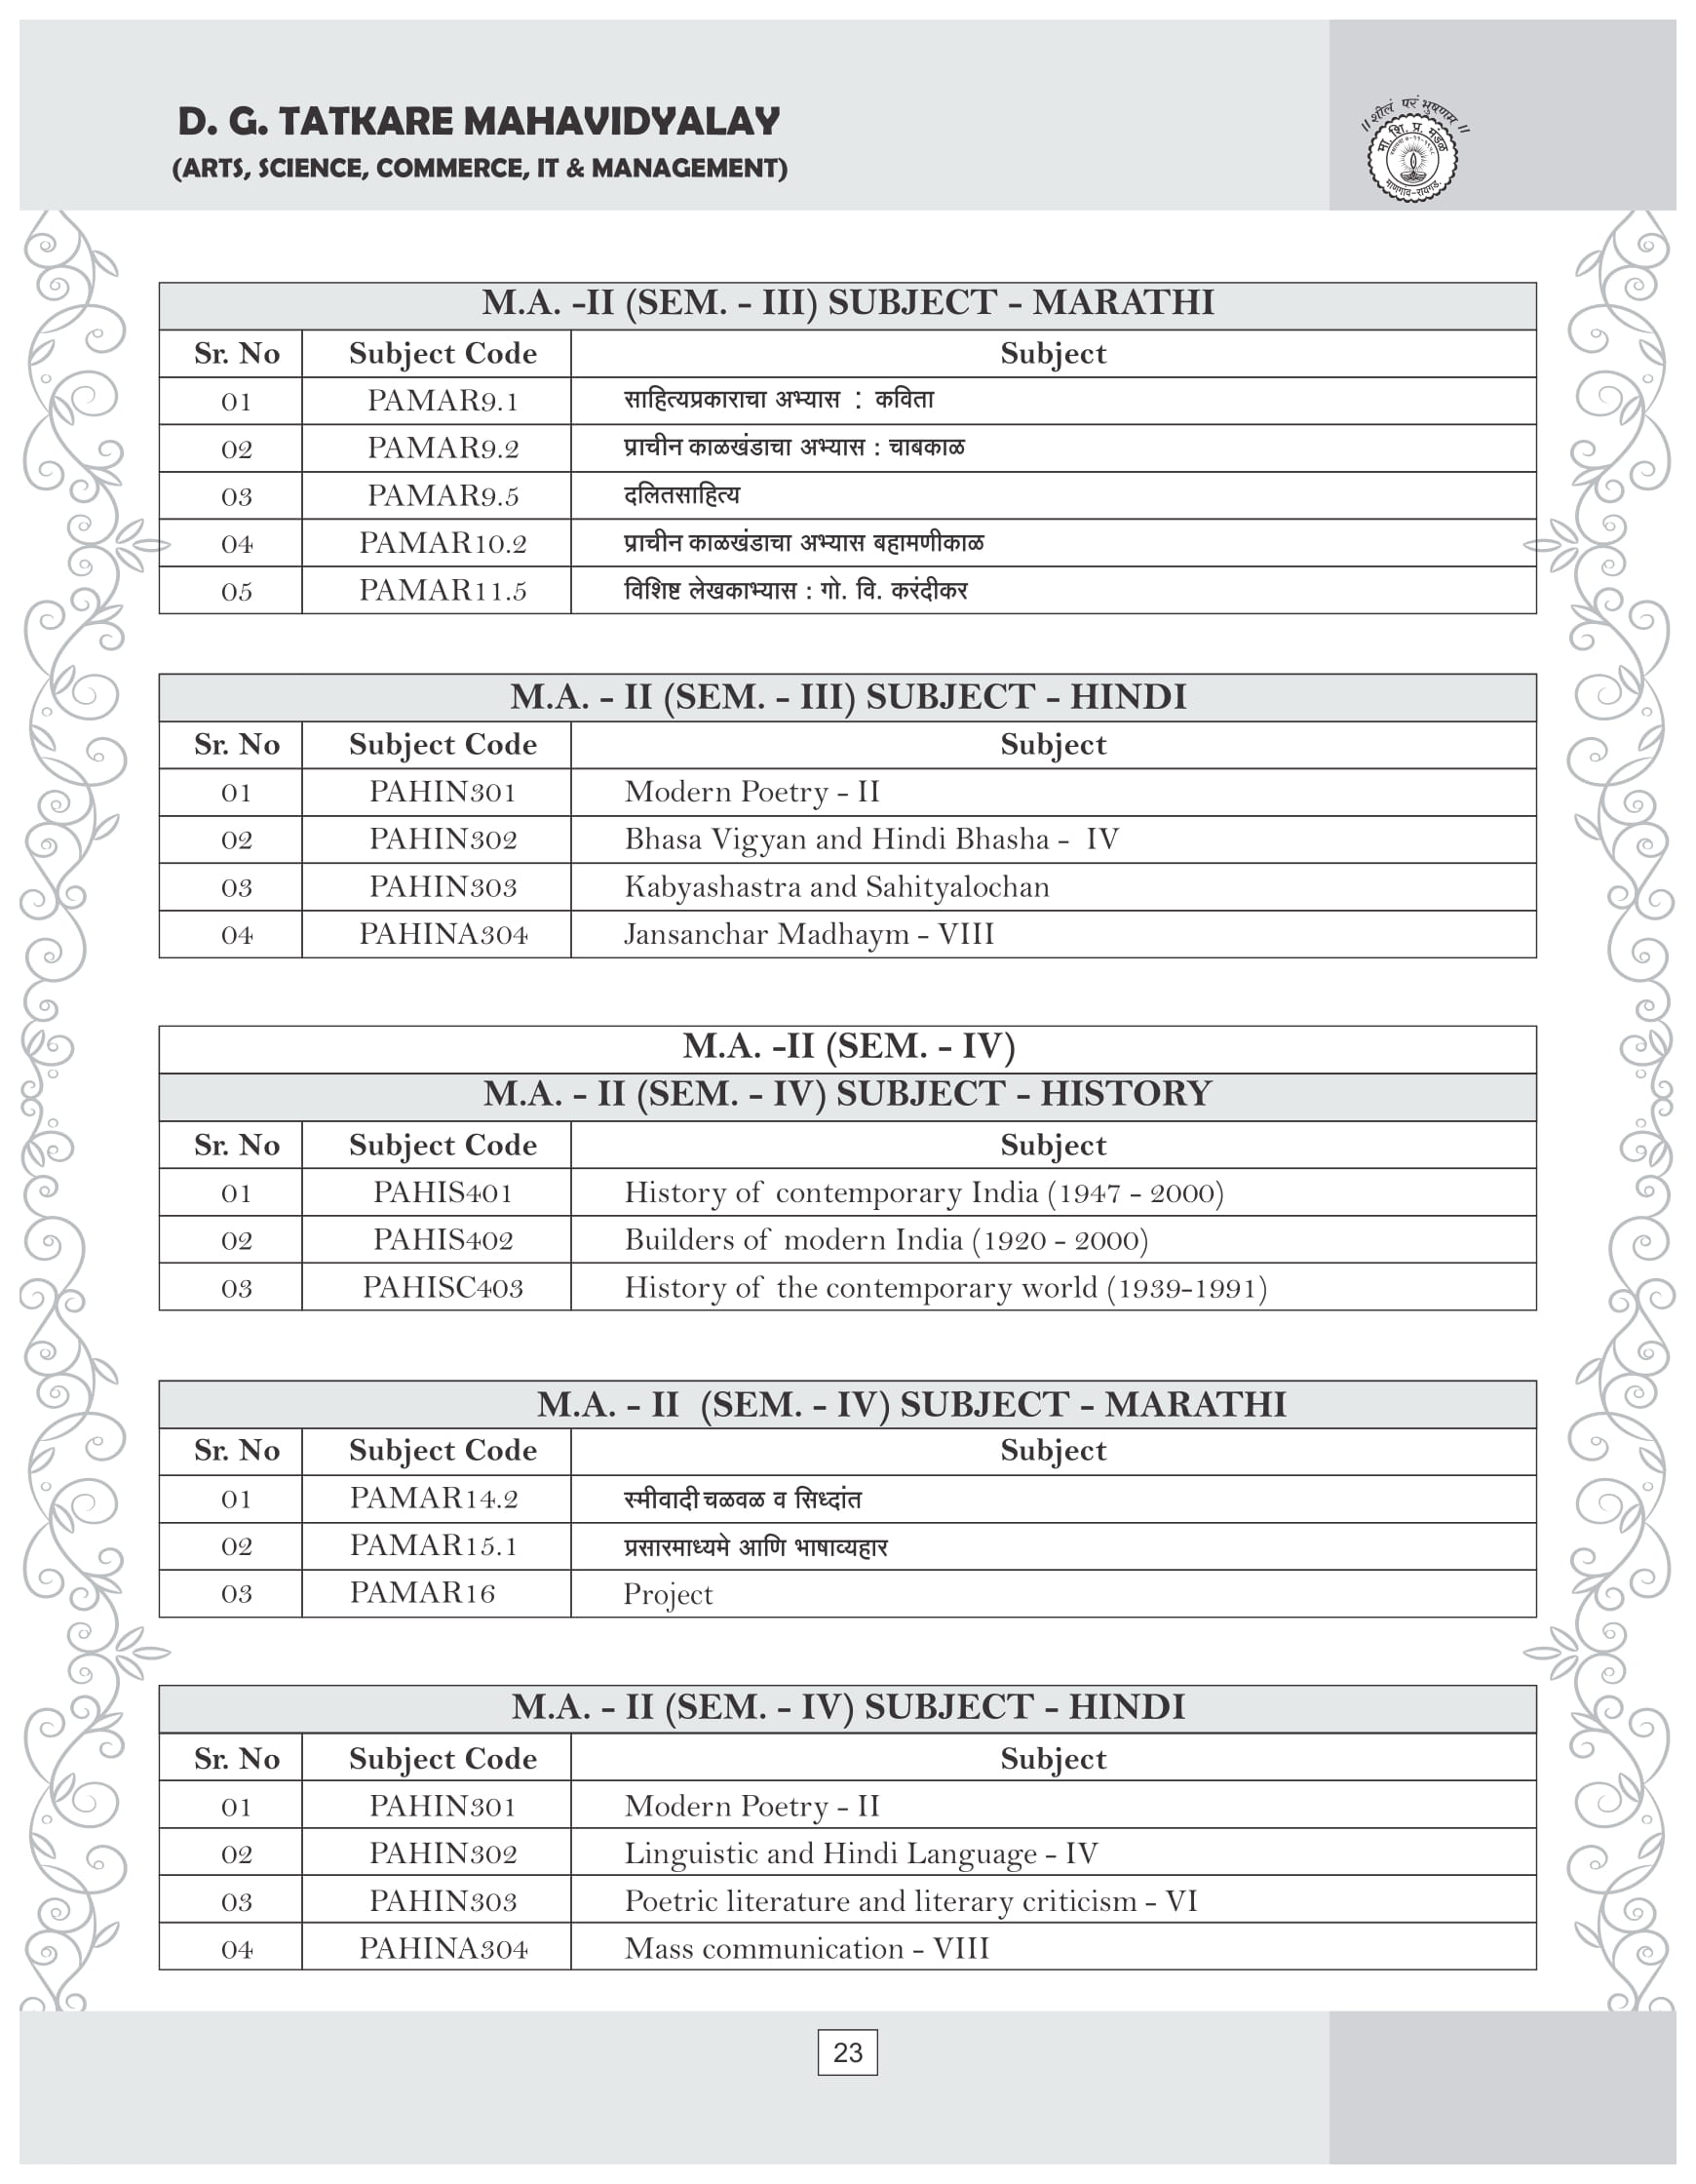 D. G. TATKARE MAHAVIDYALAY
(ARTS, SCIENCE, COMMERCE, IT & MANAGEMENT)
॥ शीलं परं भुषणम ॥
मा. शि. प्र. मंडळ
माणगाव-रायगड.
M.A. -II (SEM. - III) SUBJECT - MARATHI
Sr. No Subject Code Subject
01 PAMAR9.1 साहित्यप्रकाराचा अभ्यास : कविता
02 PAMAR9.2 प्राचीन काळखंडाचा अभ्यास : चाबकाळ
03 PAMAR9.5 दलितसाहित्य
04 PAMAR10.2 प्राचीन काळखंडाचा अभ्यास बहामणीकाळ
05 PAMAR11.5 विशिष्ट लेखकाभ्यास : गो. वि. करंदीकर
M.A. - II (SEM. - III) SUBJECT - HINDI
Sr. No Subject Code Subject
01 PAHIN301 Modern Poetry - II
02 PAHIN302 Bhasa Vigyan and Hindi Bhasha - IV
03 PAHIN303 Kabyashastra and Sahityalochan
04 PAHINA304 Jansanchar Madhaym - VIII
M.A. -II (SEM. - IV)
M.A. - II (SEM. - IV) SUBJECT - HISTORY
Sr. No Subject Code Subject
01 PAHIS401 History of contemporary India (1947 - 2000)
02 PAHIS402 Builders of modern India (1920 - 2000)
03 PAHISC403 History of the contemporary world (1939-1991)
M.A. - II (SEM. - IV) SUBJECT - MARATHI
Sr. No Subject Code Subject
01 PAMAR14.2 स्मीवादी चळवळ व सिध्दांत
02 PAMAR15.1 प्रसारमाध्यमे आणि भाषाव्यहार
03 PAMAR16 Project
M.A. - II (SEM. - IV) SUBJECT - HINDI
Sr. No Subject Code Subject
01 PAHIN301 Modern Poetry - II
02 PAHIN302 Linguistic and Hindi Language - IV
03 PAHIN303 Poetric literature and literary criticism - VI
04 PAHINA304 Mass communication - VIII
23